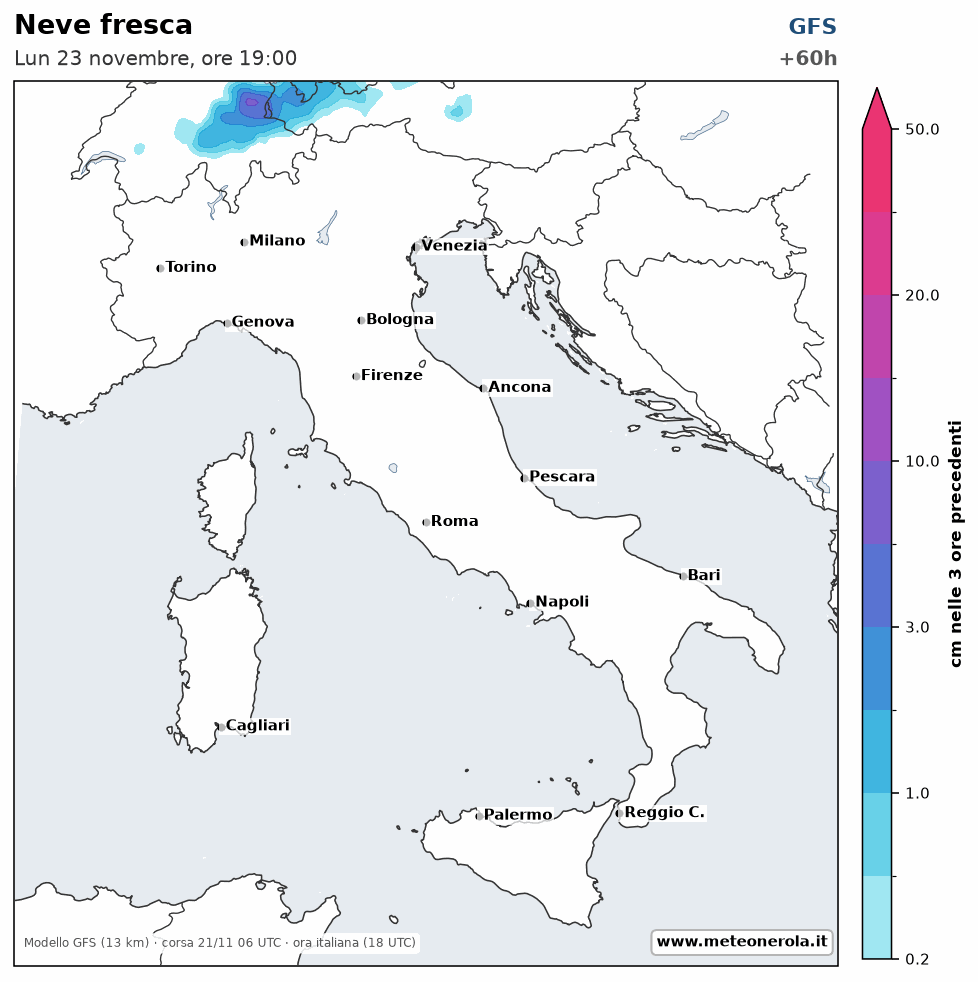 Neve fresca
GFS
Lun 23 novembre, ore 19:00
+60h
50.0
Milano
Venezia
Torino
20.0
Genova
Bologna
Firenze
Ancona
10.0
Pescara
Roma
cm nelle 3 ore precedenti
Bari
Napoli
3.0
Cagliari
1.0
Palermo
Reggio C.
Modello GFS (13 km) · corsa 21/11 06 UTC · ora italiana (18 UTC)
www.meteonerola.it
0.2